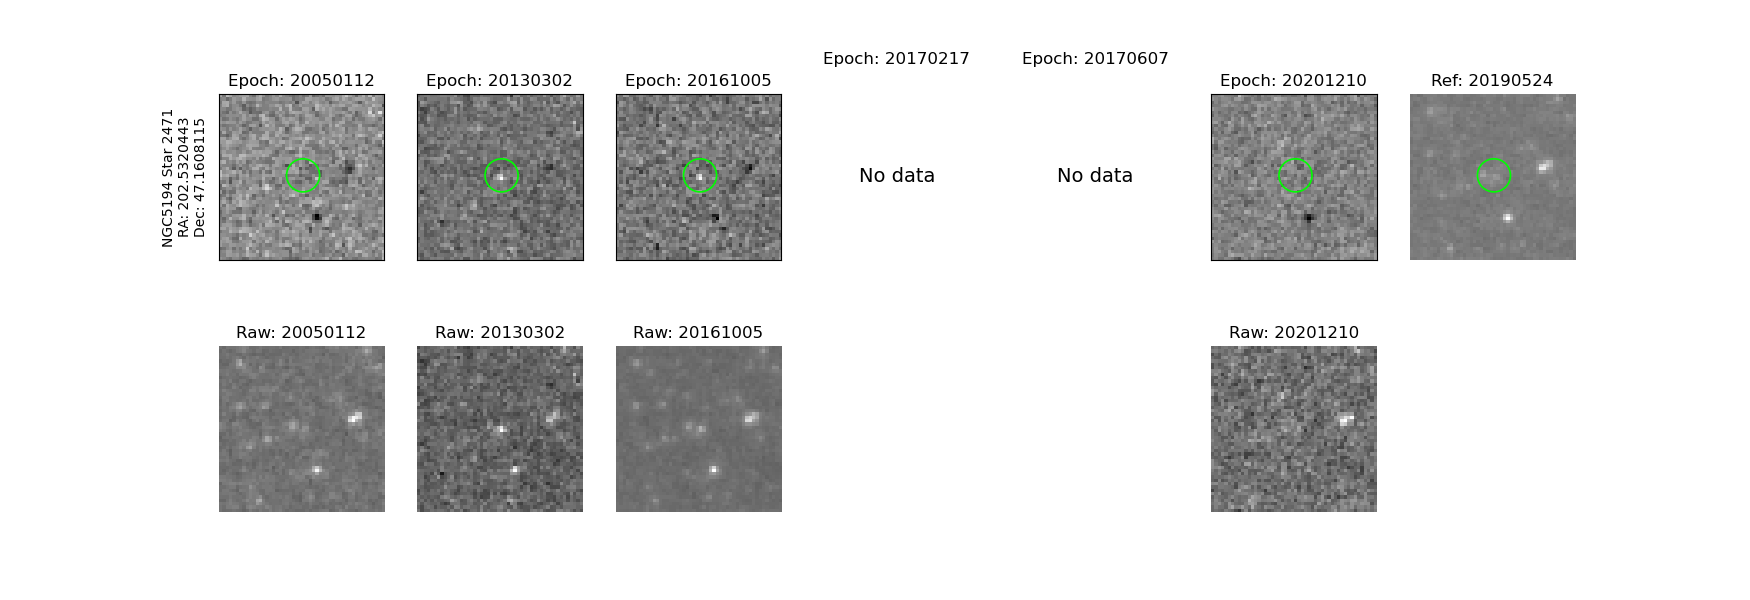 Epoch: 20050112
Epoch: 20130302
Epoch: 20161005
Epoch: 20170217
Epoch: 20170607
Epoch: 20201210
Ref: 20190524
NGC5194 Star 2471
RA: 202.5320443
Dec: 47.1608115
No data
No data
Raw: 20050112
Raw: 20130302
Raw: 20161005
Raw: 20201210